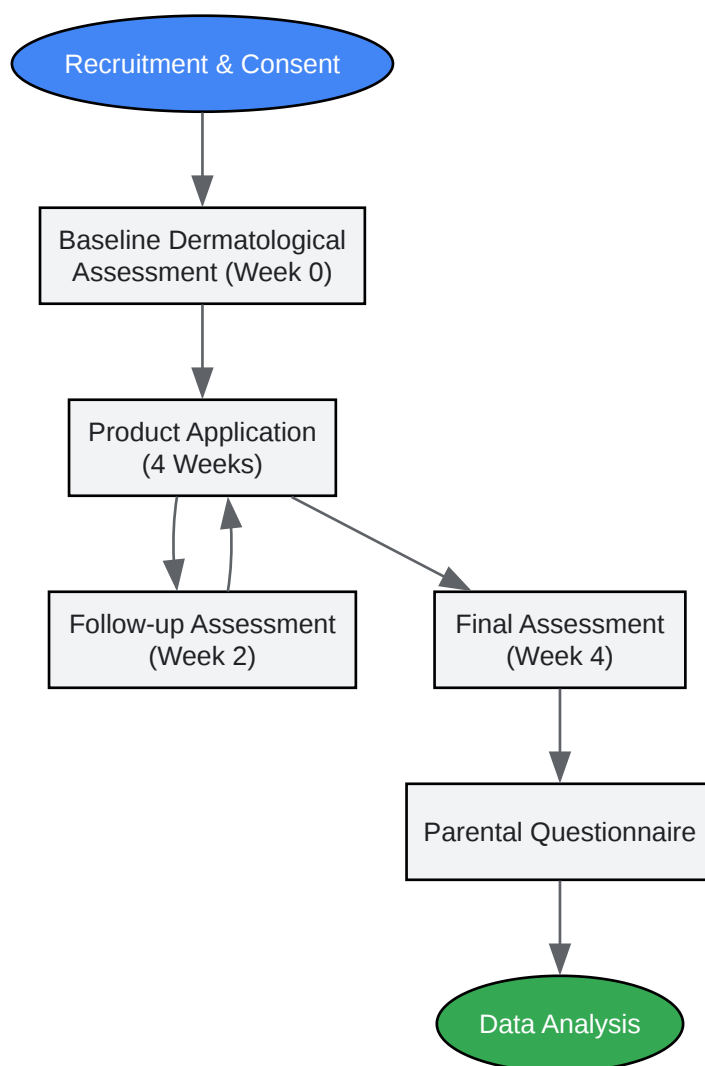 Recruitment & Consent
Baseline Dermatological
Assessment (Week 0)
Product Application
(4 Weeks)
Follow-up Assessment
(Week 2)
Final Assessment
(Week 4)
Parental Questionnaire
Data Analysis